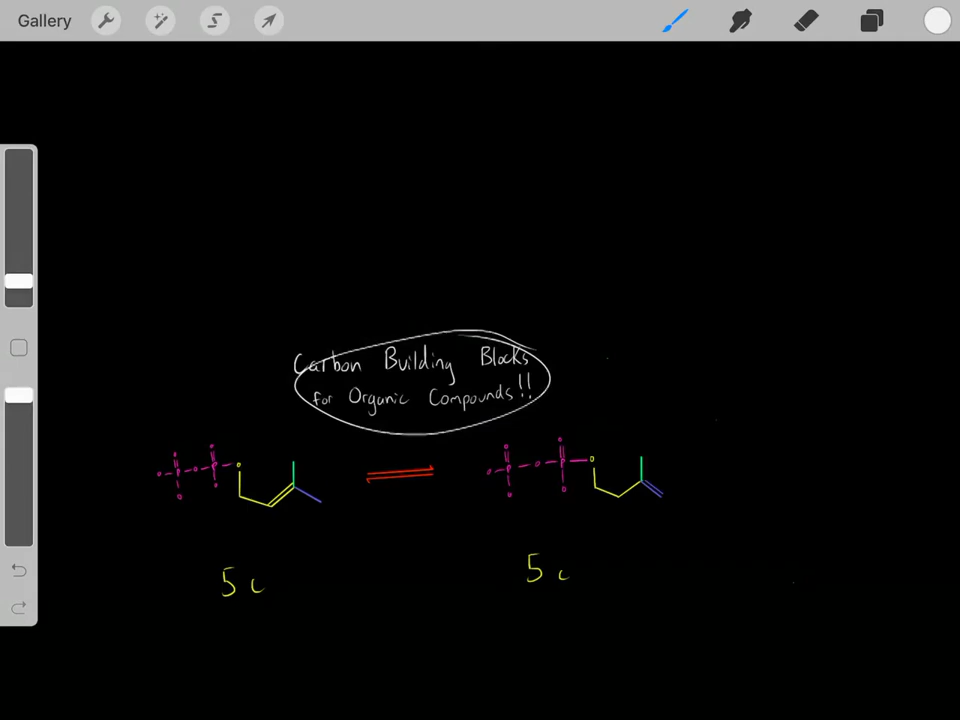 Gallery
Carbon Building Blocks
for Organic Compounds!!
O O O O
O P O P O
O O
O P O P O
O O
5 c
5 c